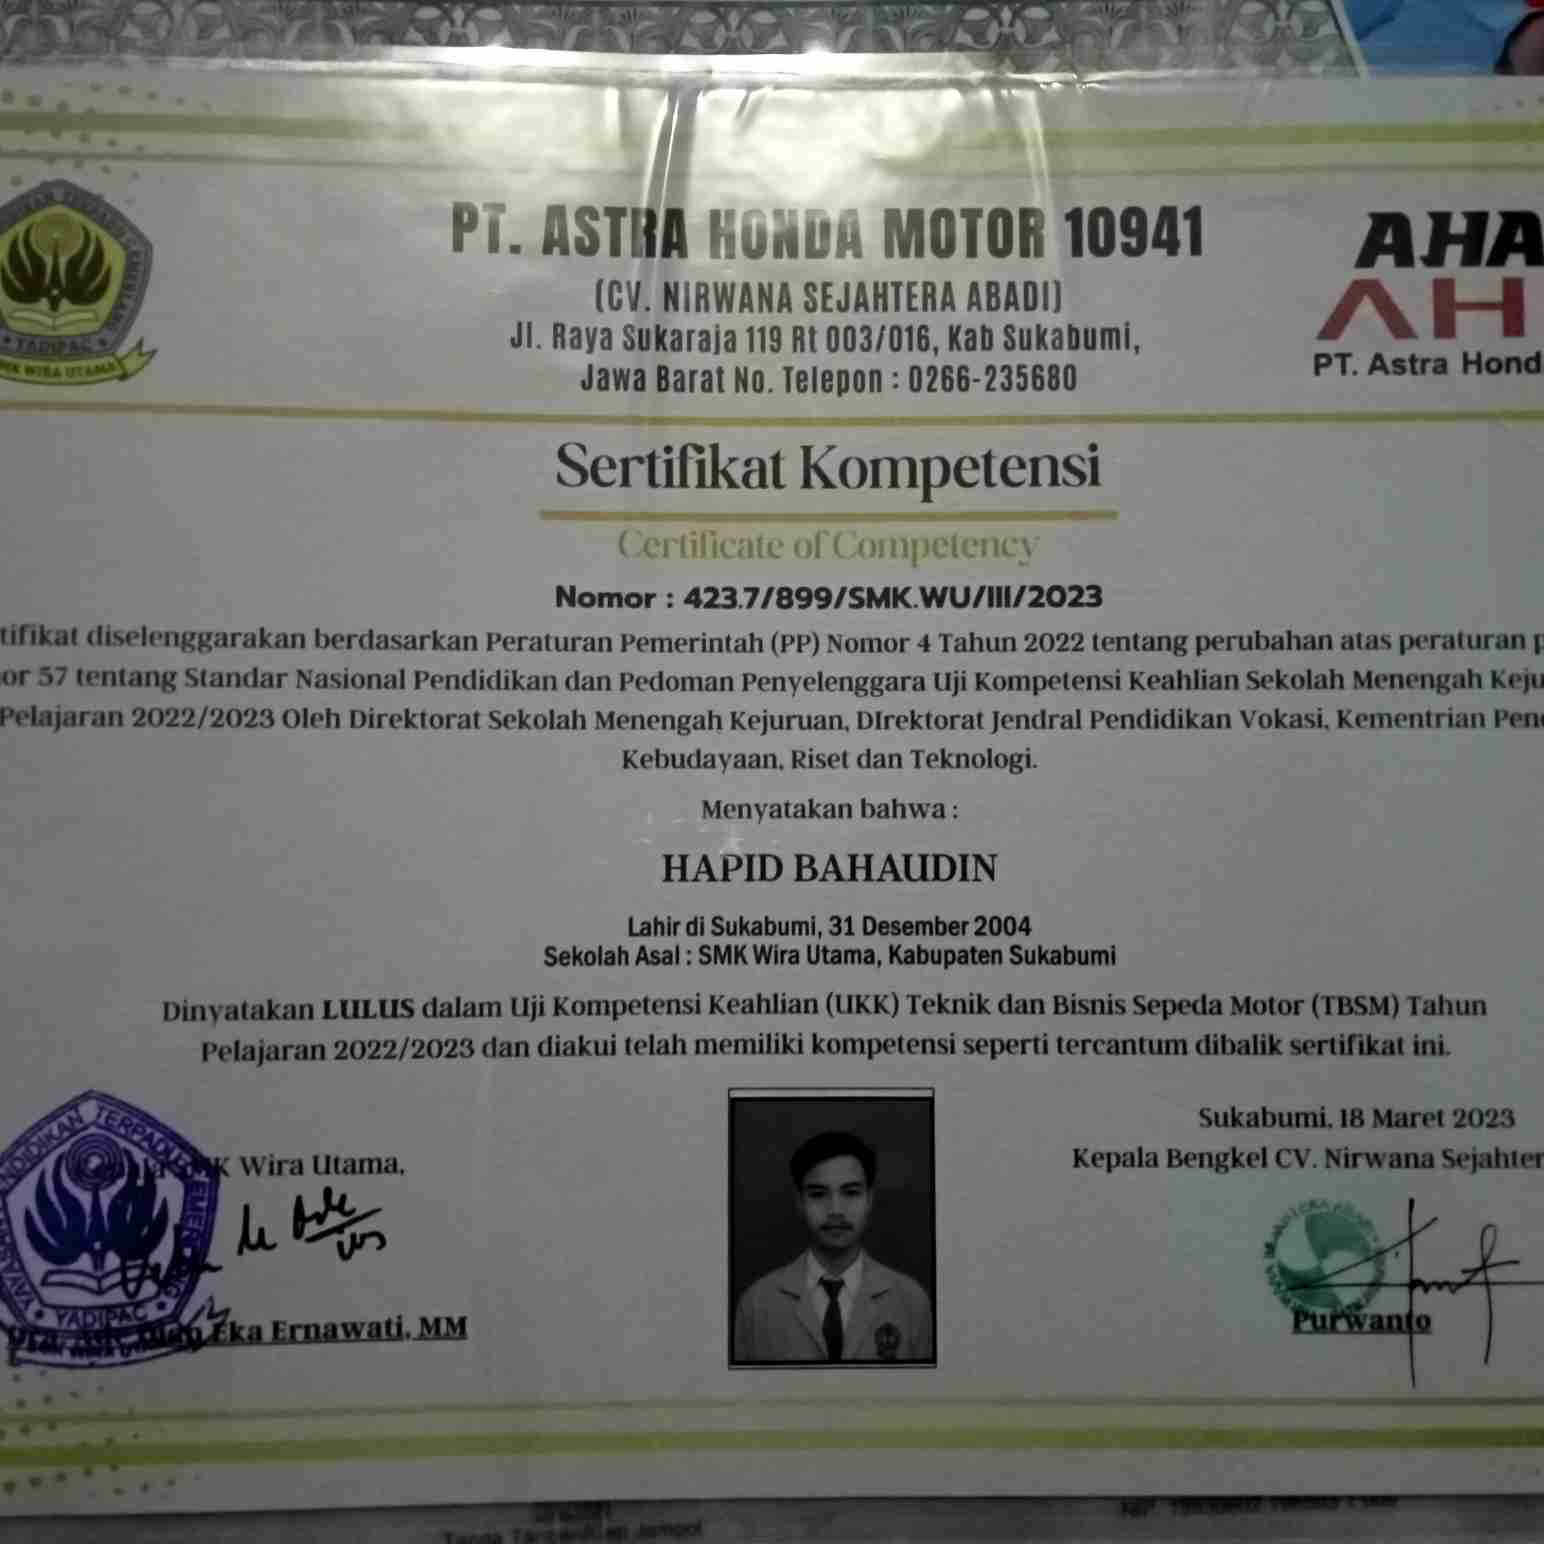 PT. ASTRA HONDA MOTOR 10941
(CV. NIRWANA SEJAHTERA ABADI)
Jl. Raya Sukaraja 119 Rt 003/016, Kab Sukabumi,
Jawa Barat No. Telepon : 0266-235680
YADIPAC
SMK WIRA UTAMA
AHA
AH
PT. Astra Hond
Sertifikat Kompetensi
Certificate of Competency
Nomor : 423.7/899/SMK.WU/III/2023
tifikat diselenggarakan berdasarkan Peraturan Pemerintah (PP) Nomor 4 Tahun 2022 tentang perubahan atas peraturan p
or 57 tentang Standar Nasional Pendidikan dan Pedoman Penyelenggara Uji Kompetensi Keahlian Sekolah Menengah Keju
Pelajaran 2022/2023 Oleh Direktorat Sekolah Menengah Kejuruan, DIrektorat Jendral Pendidikan Vokasi, Kementrian Pen
Kebudayaan, Riset dan Teknologi.
Menyatakan bahwa :
HAPID BAHAUDIN
Lahir di Sukabumi, 31 Desember 2004
Sekolah Asal : SMK Wira Utama, Kabupaten Sukabumi
Dinyatakan LULUS dalam Uji Kompetensi Keahlian (UKK) Teknik dan Bisnis Sepeda Motor (TBSM) Tahun
Pelajaran 2022/2023 dan diakui telah memiliki kompetensi seperti tercantum dibalik sertifikat ini.
Sukabumi, 18 Maret 2023
Kepala Bengkel CV. Nirwana Sejahter
K Wira Utama,
YADIPAC
Eka Ernawati, MM
Purwanto